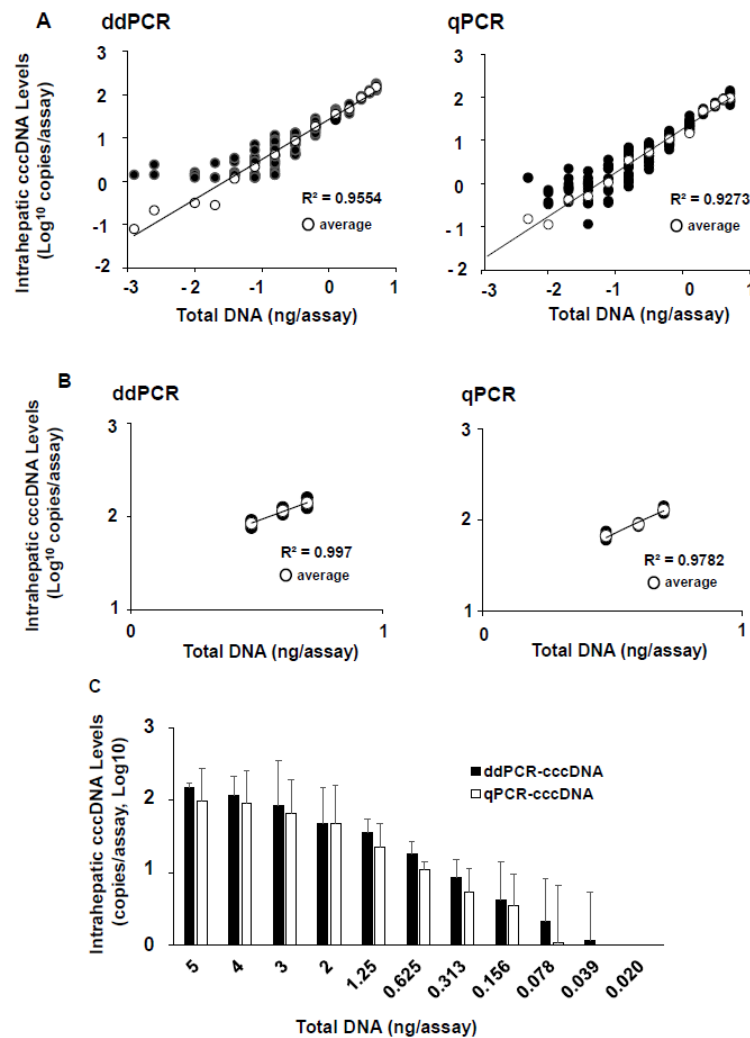 A
ddPCR
qPCR
Intrahepatic cccDNA Levels
(Log¹⁰ copies/assay)
3
2
1
0
-1
-2
-3
-2
-1
0
1
R² = 0.9554
average
Total DNA (ng/assay)
3
2
1
0
-1
- 2
-3
-2
-1
0
1
R² = 0.9273
average
Total DNA (ng/assay)
B
ddPCR
qPCR
Intrahepatic cccDNA Levels
(Log¹⁰ copies/assay)
3
2
1
0
1
R² = 0.997
average
Total DNA (ng/assay)
3
2
1
0
1
R² = 0.9782
average
Total DNA (ng/assay)
C
Intrahepatic cccDNA Levels
(copies/assay, Log10)
3
2
1
0
ddPCR-cccDNA
qPCR-cccDNA
5
4
3
2
1.25
0.625
0.313
0.156
0.078
0.039
0.020
Total DNA (ng/assay)